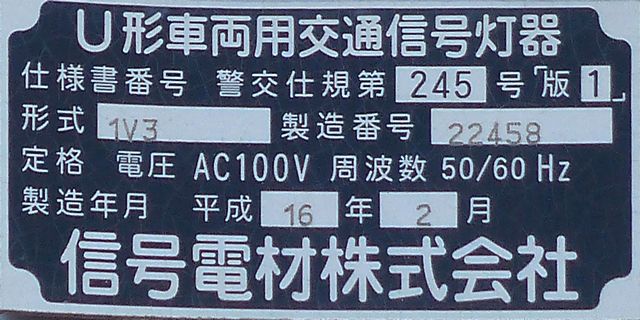 U形車両用交通信号灯器
仕様書番号 警交仕規第 245 号「版1」
形式 1V3 製造番号 22458
定格 電圧 AC100V 周波数 50/60 Hz
製造年月 平成 16 年 2 月
信号電材株式会社